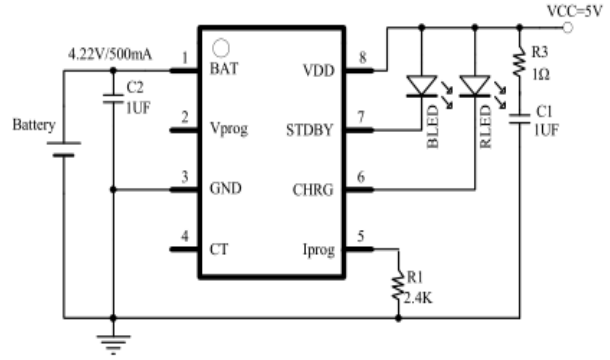 VCC=5V
4.22V/500mA
1
BAT
VDD
8
R3
1Ω
C2
1UF
C1
1UF
Battery
2
Vprog
STDBY
7
BLED
RLED
3
GND
CHRG
6
4
CT
Iprog
5
R1
2.4K